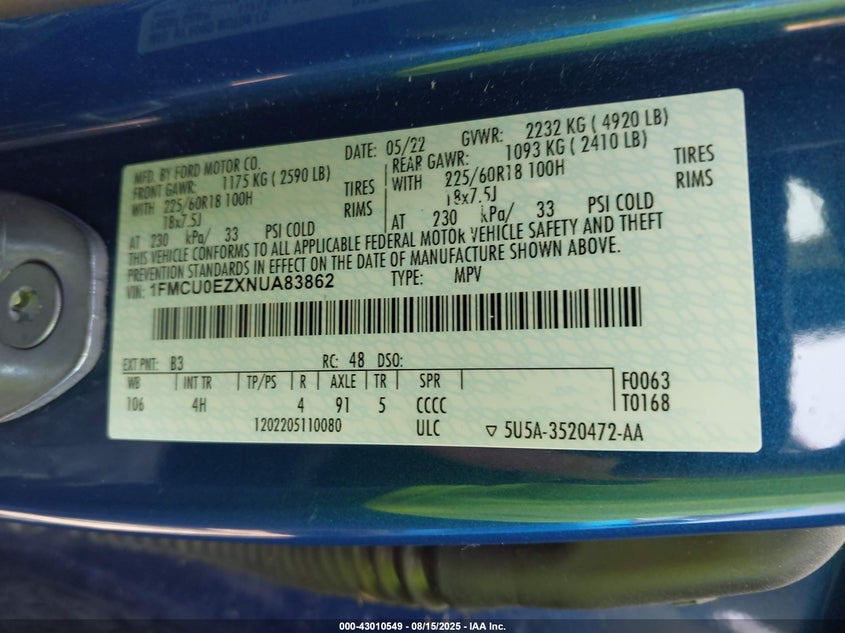 MFD. BY FORD MOTOR CO. DATE: 05/22 GVWR: 2232 KG ( 4920 LB)
FRONT GAWR: 1175 KG ( 2590 LB) REAR GAWR: 1093 KG ( 2410 LB)
WITH 225/60R18 100H TIRES WITH 225/60R18 100H TIRES
18x7.5J RIMS 18x7.5J RIMS
AT 230 kPa/ 33 PSI COLD AT 230 kPa/ 33 PSI COLD
THIS VEHICLE CONFORMS TO ALL APPLICABLE FEDERAL MOTOR VEHICLE SAFETY AND THEFT
PREVENTION STANDARDS IN EFFECT ON THE DATE OF MANUFACTURE SHOWN ABOVE.
VIN: 1FMCU0EZXNUA83862 TYPE: MPV
EXT PNT: B3 RC: 48 DSO:
WB INT TR TP/PS R AXLE TR SPR F0063
106 4H 4 91 5 CCCC T0168
1202205110080 ULC ▽ 5U5A-3520472-AA
000-43010549 - 08/15/2025 - IAA Inc.